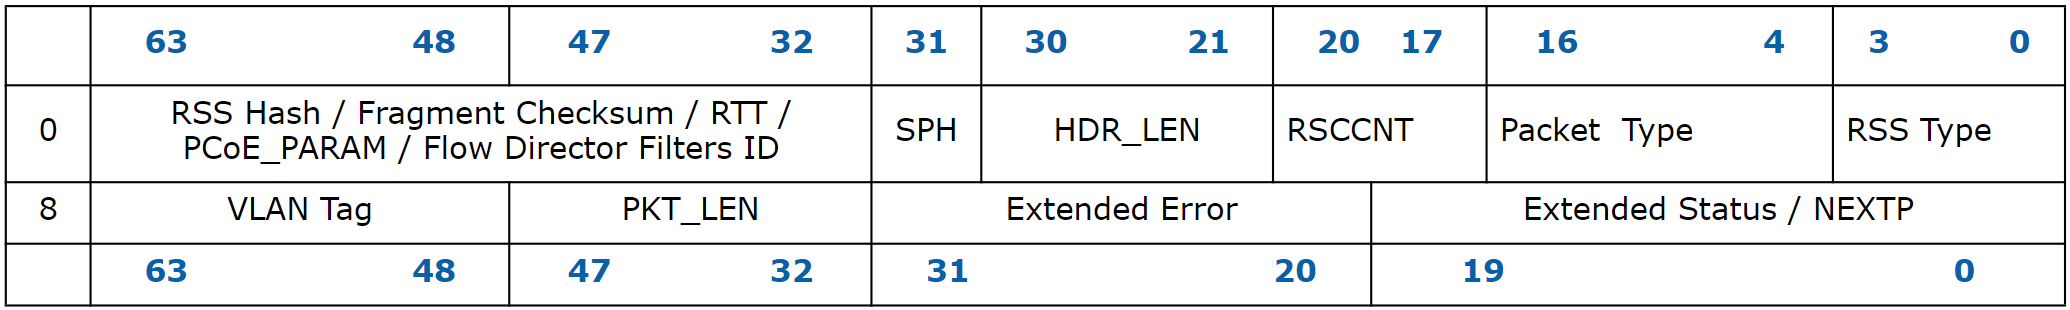 63 48 47 32 31 30 21 20 17 16 4 3 0
0 RSS Hash / Fragment Checksum / RTT / PCoE_PARAM / Flow Director Filters ID SPH HDR_LEN RSCCNT Packet Type RSS Type
8 VLAN Tag PKT_LEN Extended Error Extended Status / NEXTP
63 48 47 32 31 20 19 0